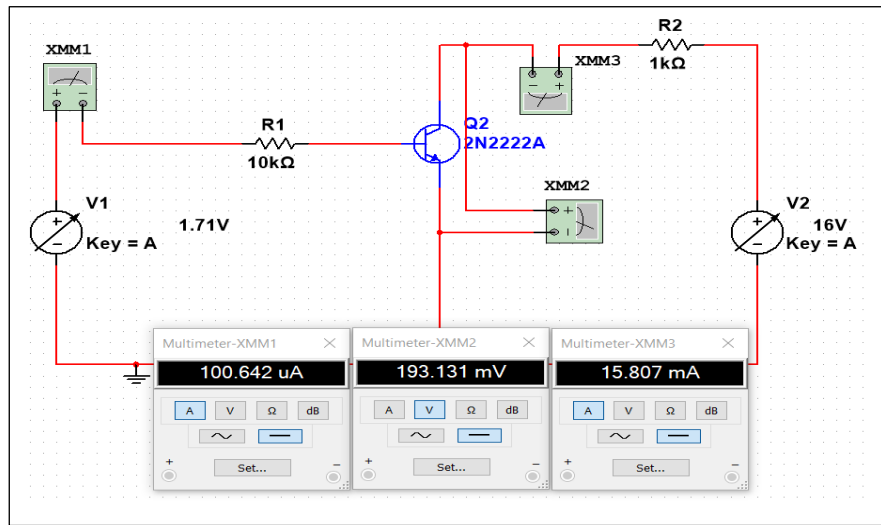 XMM1
+ -
R1
10kΩ
V1
+
-
Key = A
1.71V
Q2
2N2222A
- +
XMM3
R2
1kΩ
XMM2
+
-
V2
+
-
16V
Key = A
Multimeter-XMM1
100.642 uA
A V Ω dB
+ -
Set...
Multimeter-XMM2
193.131 mV
A V Ω dB
+ -
Set...
Multimeter-XMM3
15.807 mA
A V Ω dB
+ -
Set...